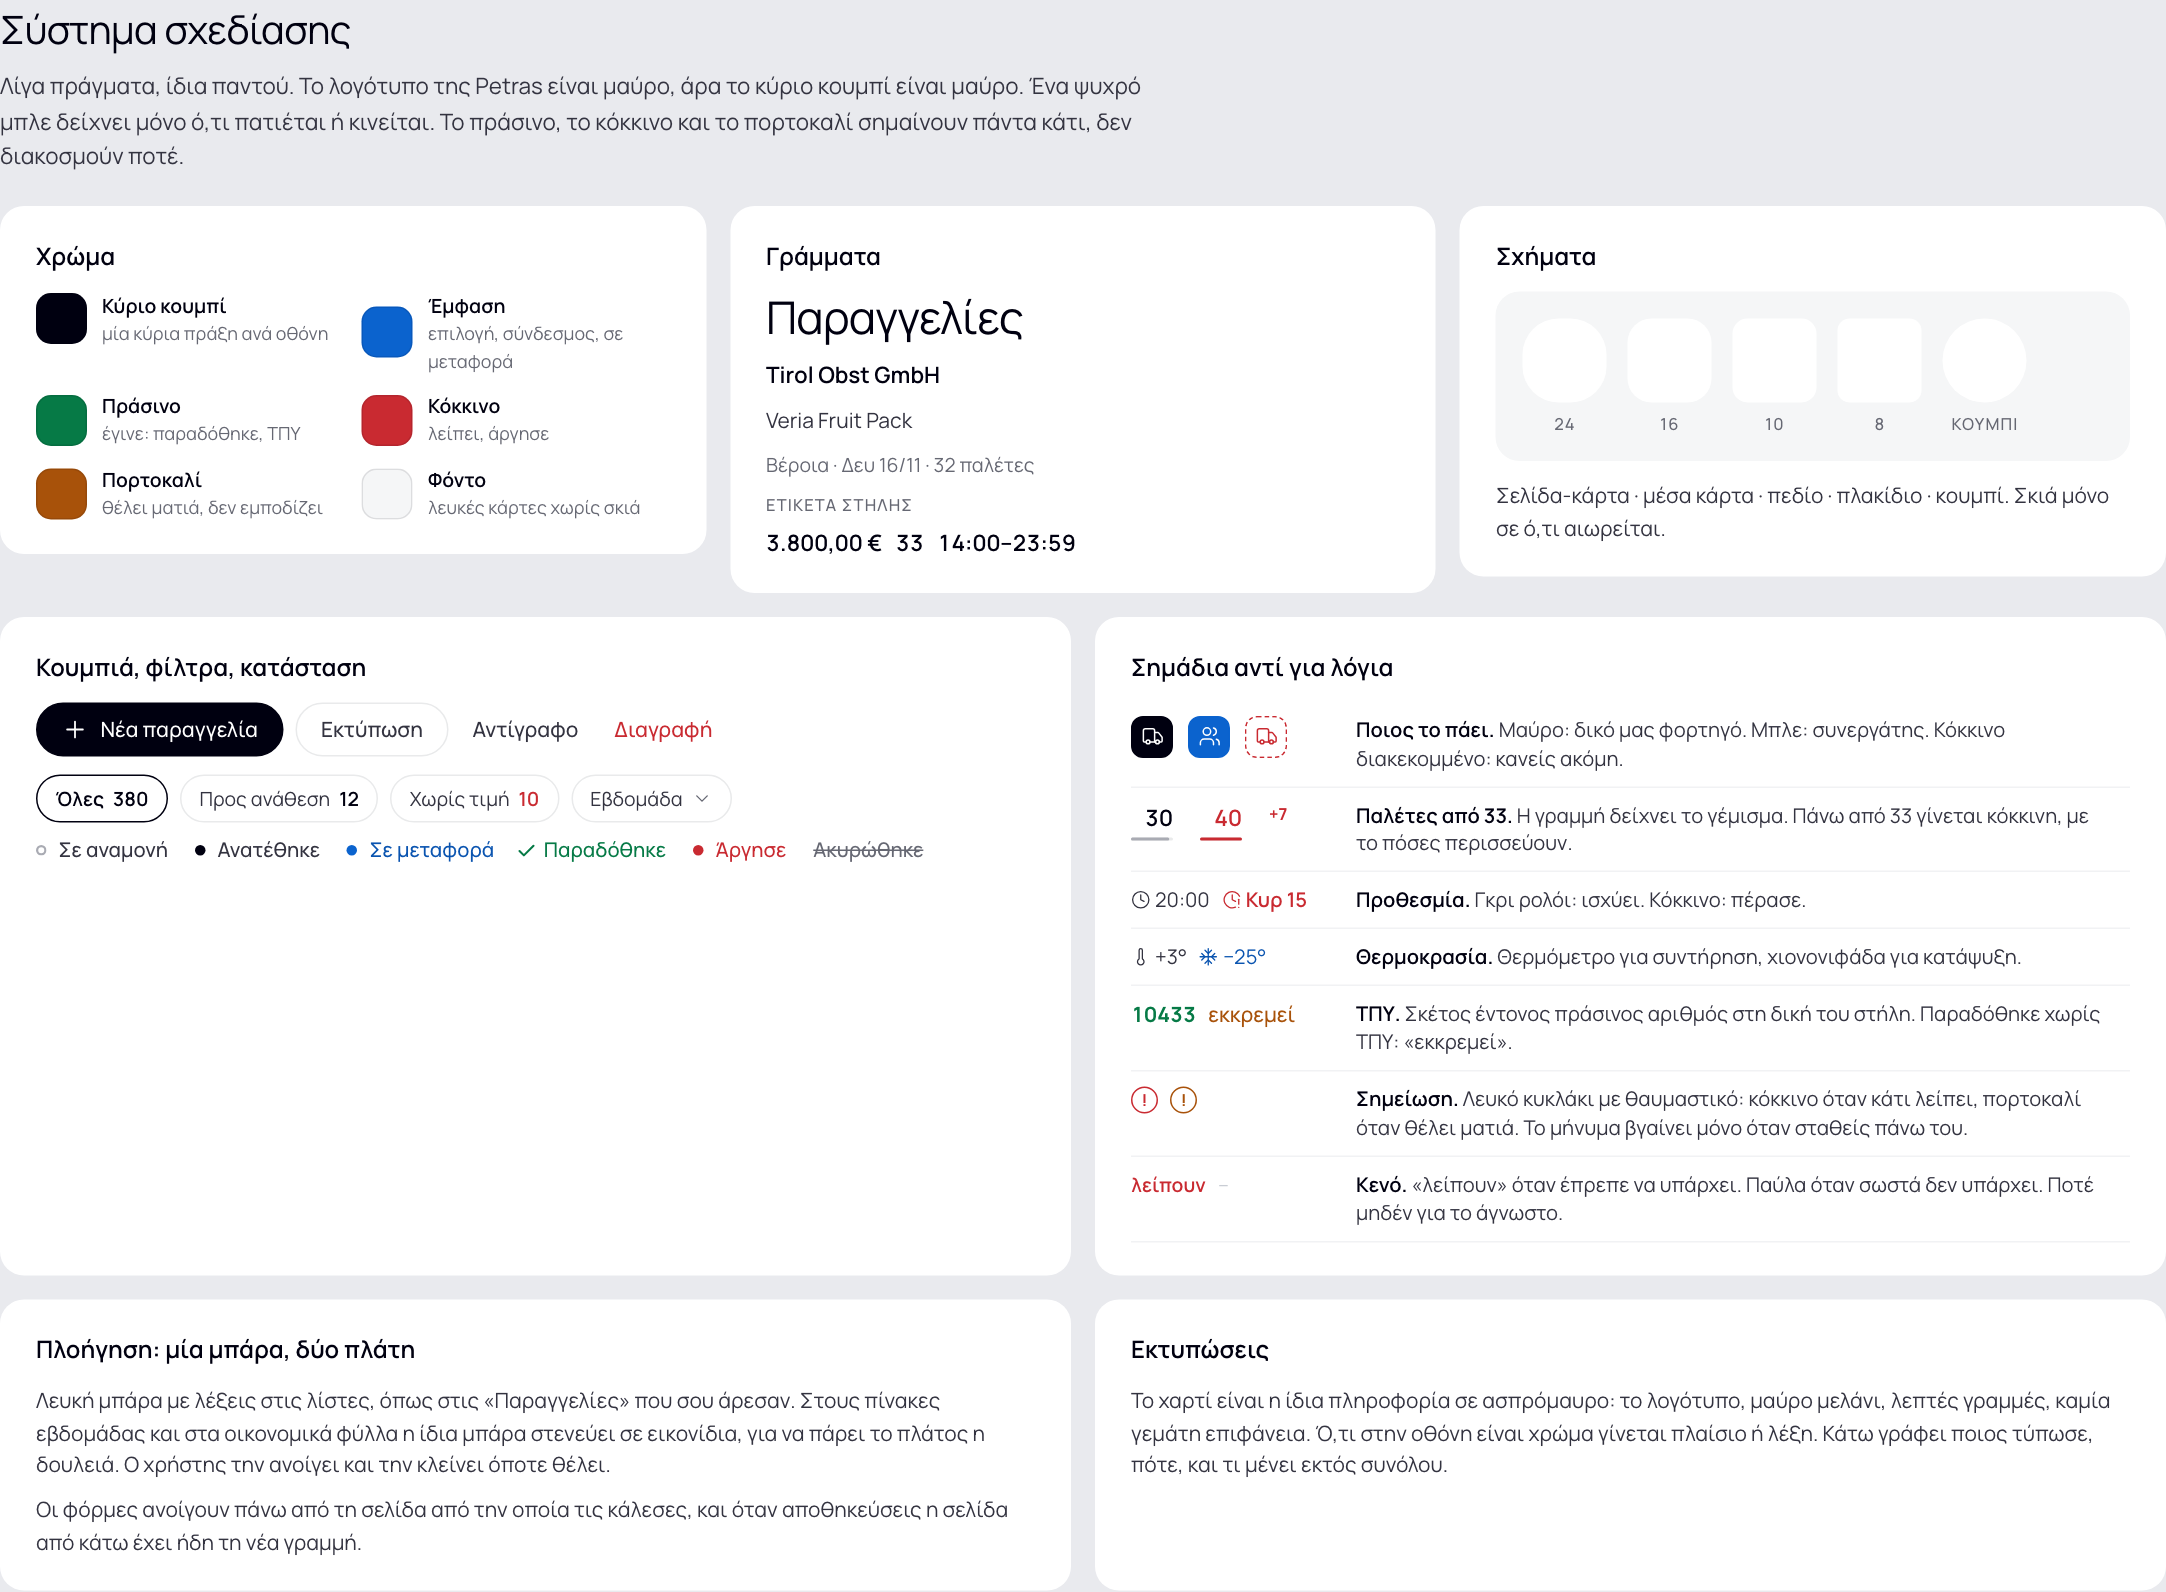 Σύστημα σχεδίασης
Λίγα πράγματα, ίδια παντού. Το λογότυπο της Petras είναι μαύρο, άρα το κύριο κουμπί είναι μαύρο. Ένα ψυχρό
μπλε δείχνει μόνο ό,τι πατιέται ή κινείται. Το πράσινο, το κόκκινο και το πορτοκαλί σημαίνουν πάντα κάτι, δεν
διακοσμούν ποτέ.
Χρώμα
Κύριο κουμπί
μία κύρια πράξη ανά οθόνη
Έμφαση
επιλογή, σύνδεσμος, σε
μεταφορά
Πράσινο
έγινε: παραδόθηκε, ΤΠΥ
Κόκκινο
λείπει, άργησε
Πορτοκαλί
θέλει ματιά, δεν εμποδίζει
Φόντο
λευκές κάρτες χωρίς σκιά
Γράμματα
Παραγγελίες
Tirol Obst GmbH
Veria Fruit Pack
Βέροια · Δευ 16/11 · 32 παλέτες
ΕΤΙΚΕΤΑ ΣΤΗΛΗΣ
3.800,00 € 33 14:00–23:59
Σχήματα
24 16 10 8 ΚΟΥΜΠΙ
Σελίδα-κάρτα · μέσα κάρτα · πεδίο · πλακίδιο · κουμπί. Σκιά μόνο
σε ό,τι αιωρείται.
Κουμπιά, φίλτρα, κατάσταση
Νέα παραγγελία Εκτύπωση Αντίγραφο Διαγραφή
Όλες 380 Προς ανάθεση 12 Χωρίς τιμή 10 Εβδομάδα
Σε αναμονή Ανατέθηκε Σε μεταφορά Παραδόθηκε Άργησε Ακυρώθηκε
Σημάδια αντί για λόγια
Ποιος το πάει. Μαύρο: δικό μας φορτηγό. Μπλε: συνεργάτης. Κόκκινο
διακεκομμένο: κανείς ακόμη.
30 40 +7
Παλέτες από 33. Η γραμμή δείχνει το γέμισμα. Πάνω από 33 γίνεται κόκκινη, με
το πόσες περισσεύουν.
20:00 Κυρ 15
Προθεσμία. Γκρι ρολόι: ισχύει. Κόκκινο: πέρασε.
+3° −25°
Θερμοκρασία. Θερμόμετρο για συντήρηση, χιονονιφάδα για κατάψυξη.
10433 εκκρεμεί
ΤΠΥ. Σκέτος έντονος πράσινος αριθμός στη δική του στήλη. Παραδόθηκε χωρίς
ΤΠΥ: «εκκρεμεί».
! !
Σημείωση. Λευκό κυκλάκι με θαυμαστικό: κόκκινο όταν κάτι λείπει, πορτοκαλί
όταν θέλει ματιά. Το μήνυμα βγαίνει μόνο όταν σταθείς πάνω του.
λείπουν –
Κενό. «λείπουν» όταν έπρεπε να υπάρχει. Παύλα όταν σωστά δεν υπάρχει. Ποτέ
μηδέν για το άγνωστο.
Πλοήγηση: μία μπάρα, δύο πλάτη
Λευκή μπάρα με λέξεις στις λίστες, όπως στις «Παραγγελίες» που σου άρεσαν. Στους πίνακες
εβδομάδας και στα οικονομικά φύλλα η ίδια μπάρα στενεύει σε εικονίδια, για να πάρει το πλάτος η
δουλειά. Ο χρήστης την ανοίγει και την κλείνει όποτε θέλει.
Οι φόρμες ανοίγουν πάνω από τη σελίδα από την οποία τις κάλεσες, και όταν αποθηκεύσεις η σελίδα
από κάτω έχει ήδη τη νέα γραμμή.
Εκτυπώσεις
Το χαρτί είναι η ίδια πληροφορία σε ασπρόμαυρο: το λογότυπο, μαύρο μελάνι, λεπτές γραμμές, καμία
γεμάτη επιφάνεια. Ό,τι στην οθόνη είναι χρώμα γίνεται πλαίσιο ή λέξη. Κάτω γράφει ποιος τύπωσε,
πότε, και τι μένει εκτός συνόλου.